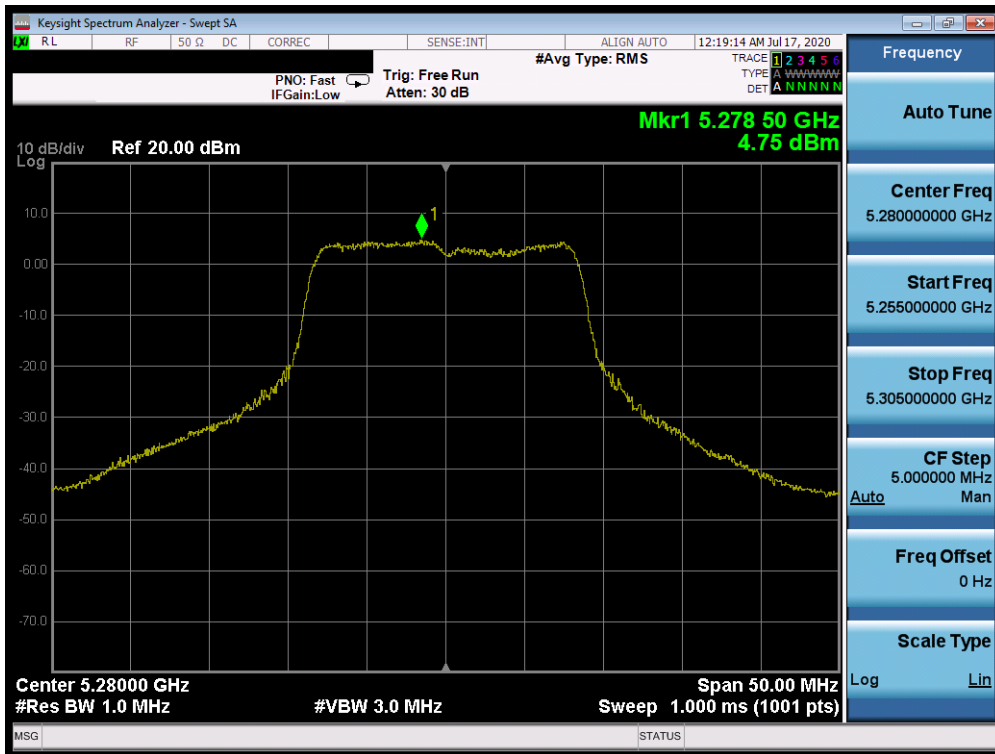 Keysight Spectrum Analyzer - Swept SA
LXI RL RF 50 Ω DC CORREC SENSE:INT ALIGN AUTO 12:19:14 AM Jul 17, 2020
Frequency
#Avg Type: RMS
TRACE 1 2 3 4 5 6
TYPE A WWWWW
DET A N N N N N
PNO: Fast Trig: Free Run
IFGain:Low Atten: 30 dB
Auto Tune
Mkr1 5.278 50 GHz
4.75 dBm
10 dB/div Ref 20.00 dBm
Log
1
10.0
0.00
-10.0
-20.0
-30.0
-40.0
-50.0
-60.0
-70.0
Center Freq
5.280000000 GHz
Start Freq
5.255000000 GHz
Stop Freq
5.305000000 GHz
CF Step
5.000000 MHz
Auto Man
Freq Offset
0 Hz
Scale Type
Log Lin
Center 5.28000 GHz Span 50.00 MHz
#Res BW 1.0 MHz #VBW 3.0 MHz Sweep 1.000 ms (1001 pts)
MSG STATUS